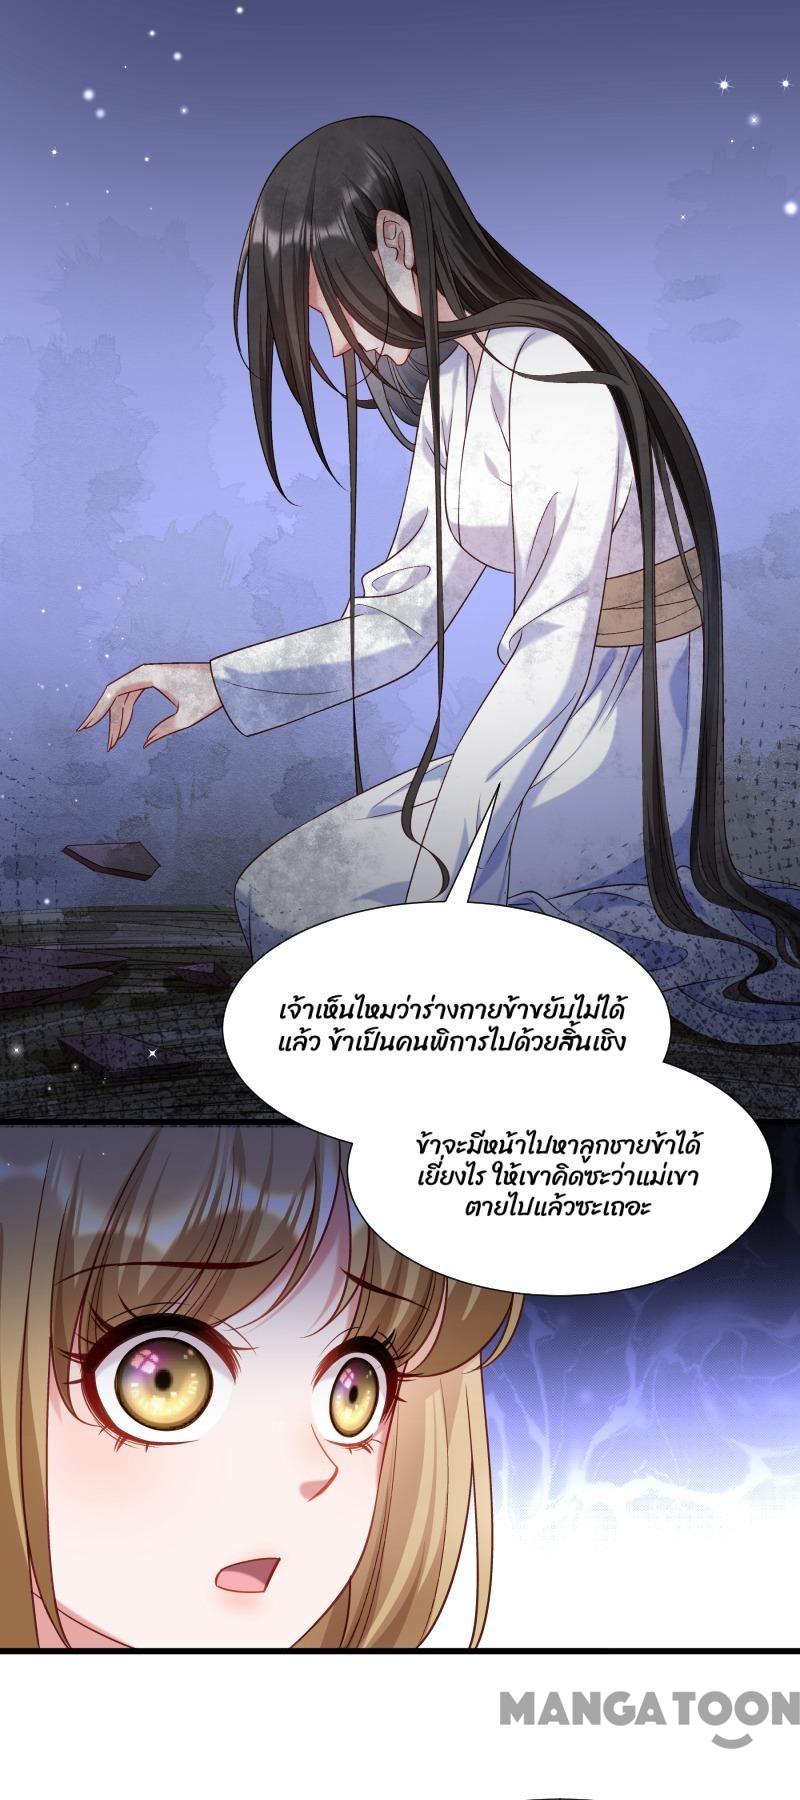 เจ้าเห็นไหมว่าร่างกายข้าขยับไม่ได้
แล้ว ข้าเป็นคนพิการไปด้วยสิ้นเชิง
ข้าจะมีหน้าไปหาลูกชายข้าได้
เยี่ยงไร ให้เขาคิดซะว่าแม่เขา
ตายไปแล้วซะเถอะ
MANGATOON